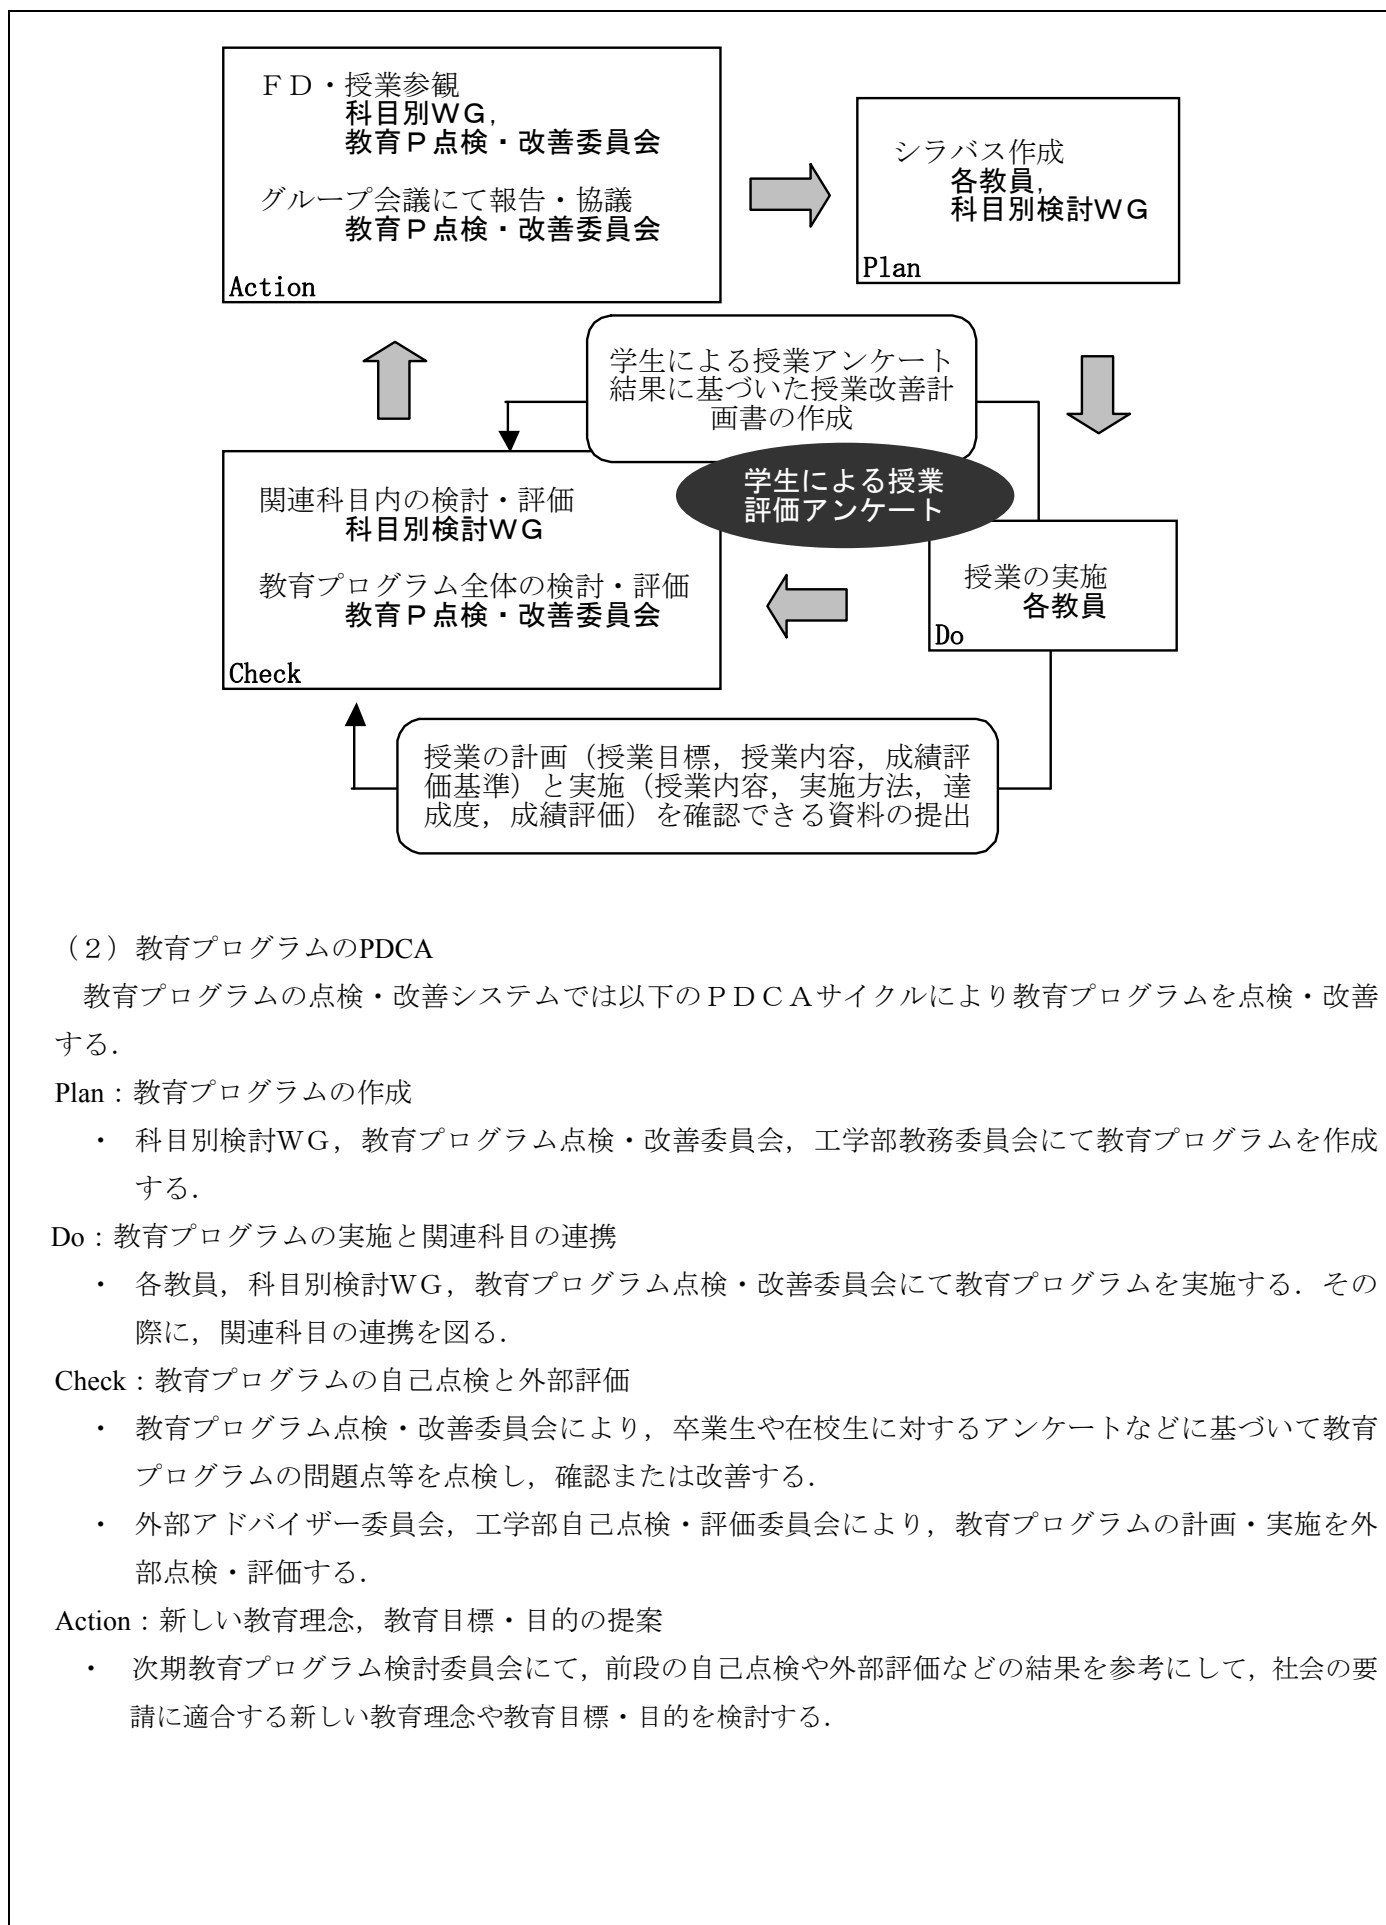 ＦＤ・授業参観
科目別ＷＧ，
教育Ｐ点検・改善委員会
グループ会議にて報告・協議
教育Ｐ点検・改善委員会
Action
シラバス作成
各教員，
科目別検討ＷＧ
Plan
学生による授業アンケート
結果に基づいた授業改善計
画書の作成
学生による授業
評価アンケート
関連科目内の検討・評価
科目別検討ＷＧ
教育プログラム全体の検討・評価
教育Ｐ点検・改善委員会
Check
授業の実施
各教員
Do
授業の計画（授業目標，授業内容，成績評
価基準）と実施（授業内容，実施方法，達
成度，成績評価）を確認できる資料の提出
（２）教育プログラムのPDCA
教育プログラムの点検・改善システムでは以下のＰＤＣＡサイクルにより教育プログラムを点検・改善
する．
Plan：教育プログラムの作成
・ 科目別検討ＷＧ，教育プログラム点検・改善委員会，工学部教務委員会にて教育プログラムを作成
する．
Do：教育プログラムの実施と関連科目の連携
・ 各教員，科目別検討ＷＧ，教育プログラム点検・改善委員会にて教育プログラムを実施する．その
際に，関連科目の連携を図る．
Check：教育プログラムの自己点検と外部評価
・ 教育プログラム点検・改善委員会により，卒業生や在校生に対するアンケートなどに基づいて教育
プログラムの問題点等を点検し，確認または改善する．
・ 外部アドバイザー委員会，工学部自己点検・評価委員会により，教育プログラムの計画・実施を外
部点検・評価する．
Action：新しい教育理念，教育目標・目的の提案
・ 次期教育プログラム検討委員会にて，前段の自己点検や外部評価などの結果を参考にして，社会の要
請に適合する新しい教育理念や教育目標・目的を検討する．